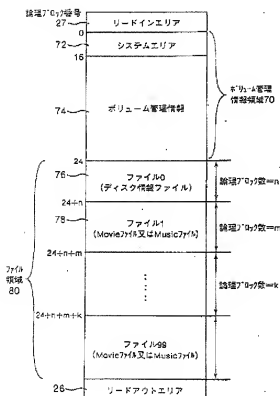 論理ブロック番号
27
リードインエリア
0
72
システムエリア
16
ボリューム管理
情報領域70
74
ボリューム管理情報
24
76
ファイル0
(ディスク情報ファイル)
論理ブロック数=n
24+n
78
ファイル1
(Movieファイル又はMusicファイル)
論理ブロック数=m
24+n+m
ファイル
領域
80
論理ブロック数=k
24+n+m+k
ファイル99
(Movieファイル又はMusicファイル)
26
リードアウトエリア